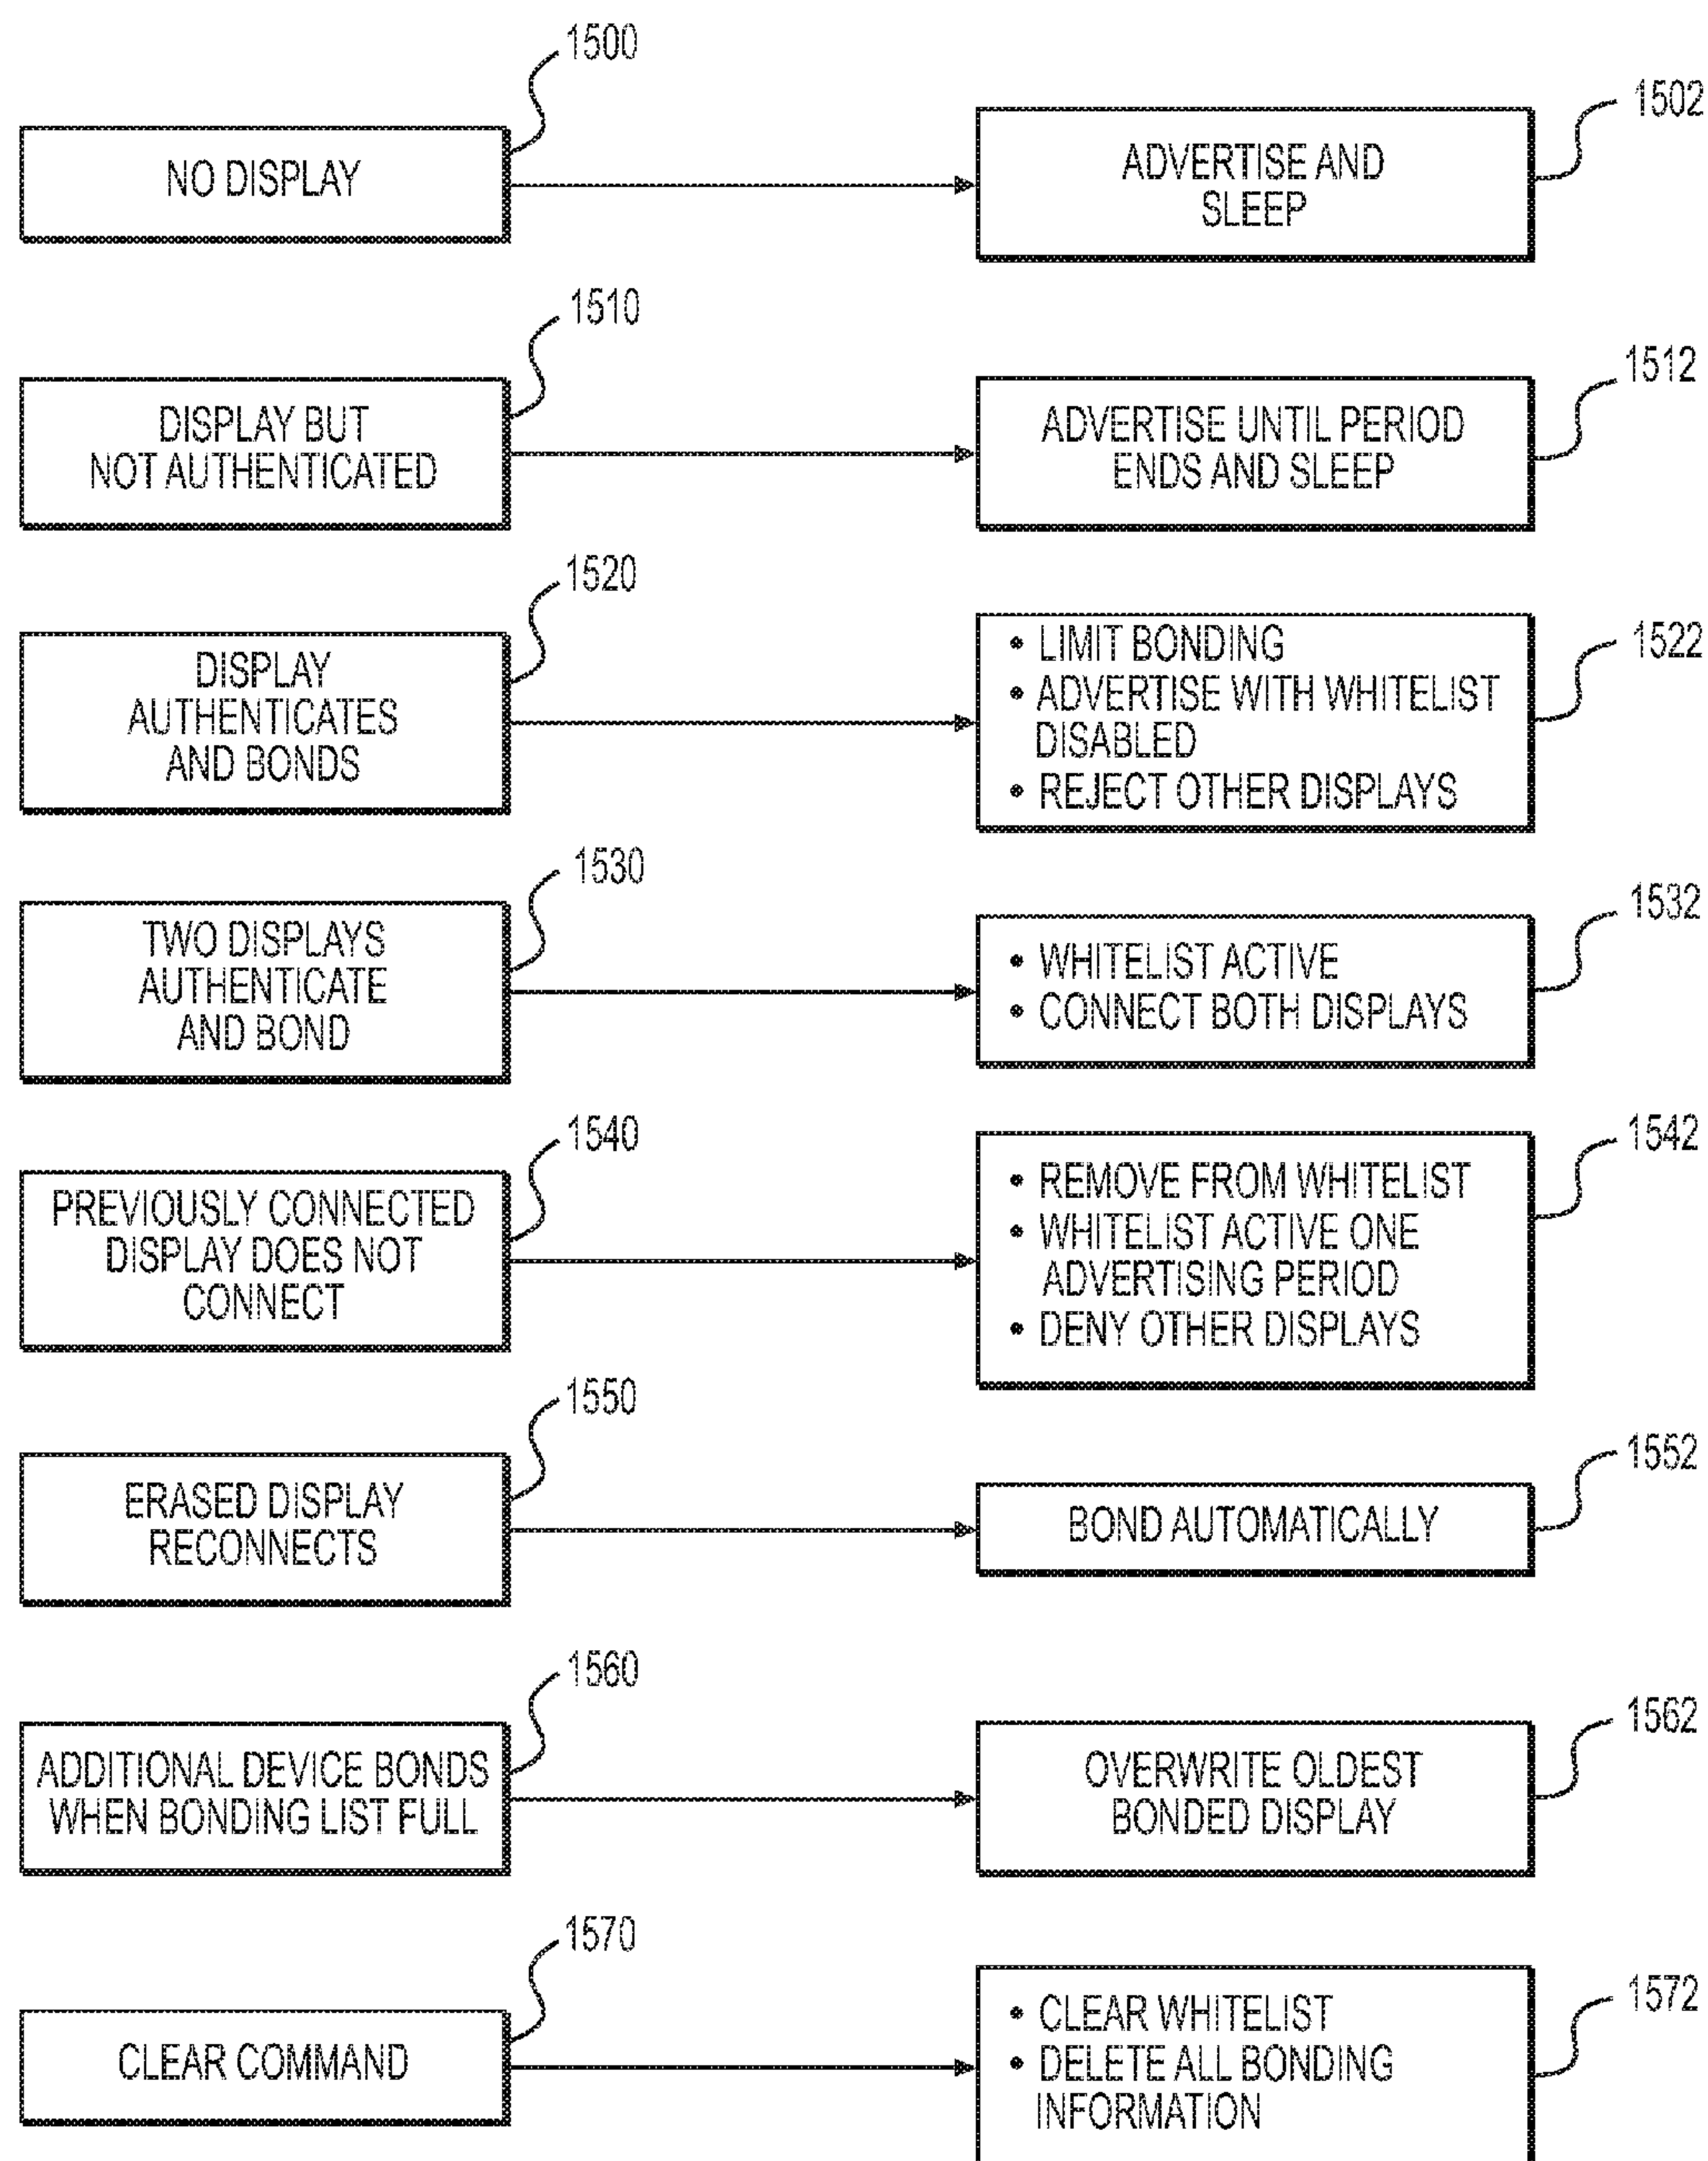 1500
NO DISPLAY
1502
ADVERTISE AND
SLEEP
1510
DISPLAY BUT
NOT AUTHENTICATED
1512
ADVERTISE UNTIL PERIOD
ENDS AND SLEEP
1520
DISPLAY
AUTHENTICATES
AND BONDS
1522
• LIMIT BONDING
• ADVERTISE WITH WHITELIST
DISABLED
• REJECT OTHER DISPLAYS
1530
TWO DISPLAYS
AUTHENTICATE
AND BOND
1532
• WHITELIST ACTIVE
• CONNECT BOTH DISPLAYS
1540
PREVIOUSLY CONNECTED
DISPLAY DOES NOT
CONNECT
1542
• REMOVE FROM WHITELIST
• WHITELIST ACTIVE ONE
ADVERTISING PERIOD
• DENY OTHER DISPLAYS
1550
ERASED DISPLAY
RECONNECTS
1552
BOND AUTOMATICALLY
1560
ADDITIONAL DEVICE BONDS
WHEN BONDING LIST FULL
1562
OVERWRITE OLDEST
BONDED DISPLAY
1570
CLEAR COMMAND
1572
• CLEAR WHITELIST
• DELETE ALL BONDING
INFORMATION